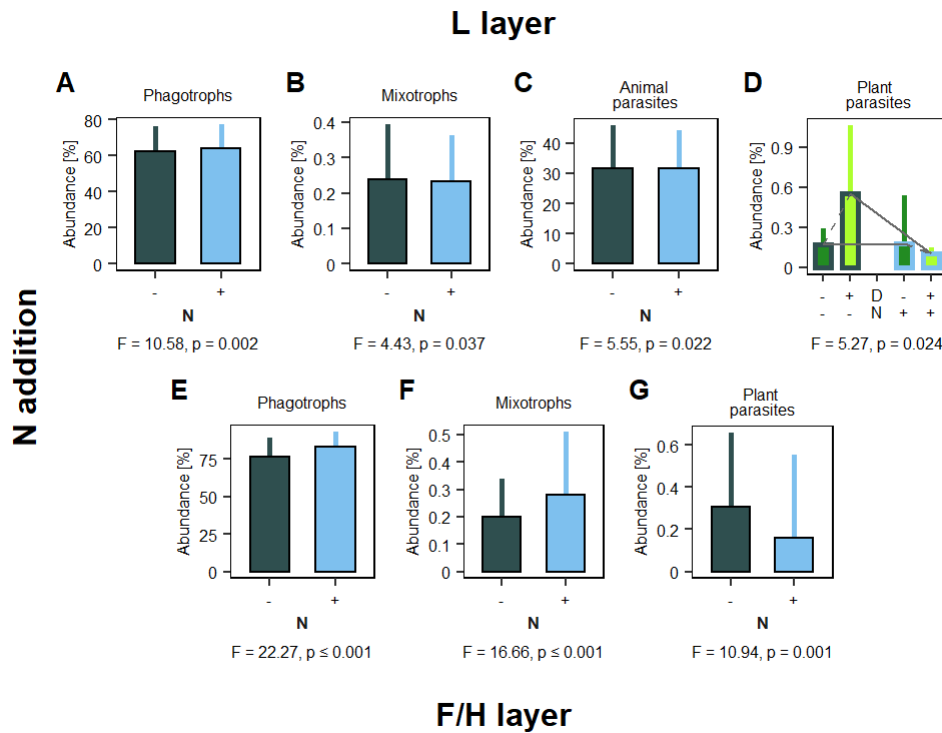 L layer
N addition
A
Phagotrophs
Abundance [%]
80
60
40
20
0
- +
N
F = 10.58, p = 0.002
B
Mixotrophs
Abundance [%]
0.4
0.3
0.2
0.1
0
- +
N
F = 4.43, p = 0.037
C
Animal
parasites
Abundance [%]
40
30
20
10
0
- +
N
F = 5.55, p = 0.022
D
Plant
parasites
Abundance [%]
0.9
0.6
0.3
0
- + D - +
- - N + +
F = 5.27, p = 0.024
E
Phagotrophs
Abundance [%]
75
50
25
0
- +
N
F = 22.27, p ≤ 0.001
F
Mixotrophs
Abundance [%]
0.5
0.4
0.3
0.2
0.1
0
- +
N
F = 16.66, p ≤ 0.001
G
Plant
parasites
Abundance [%]
0.6
0.4
0.2
0
- +
N
F = 10.94, p = 0.001
F/H layer